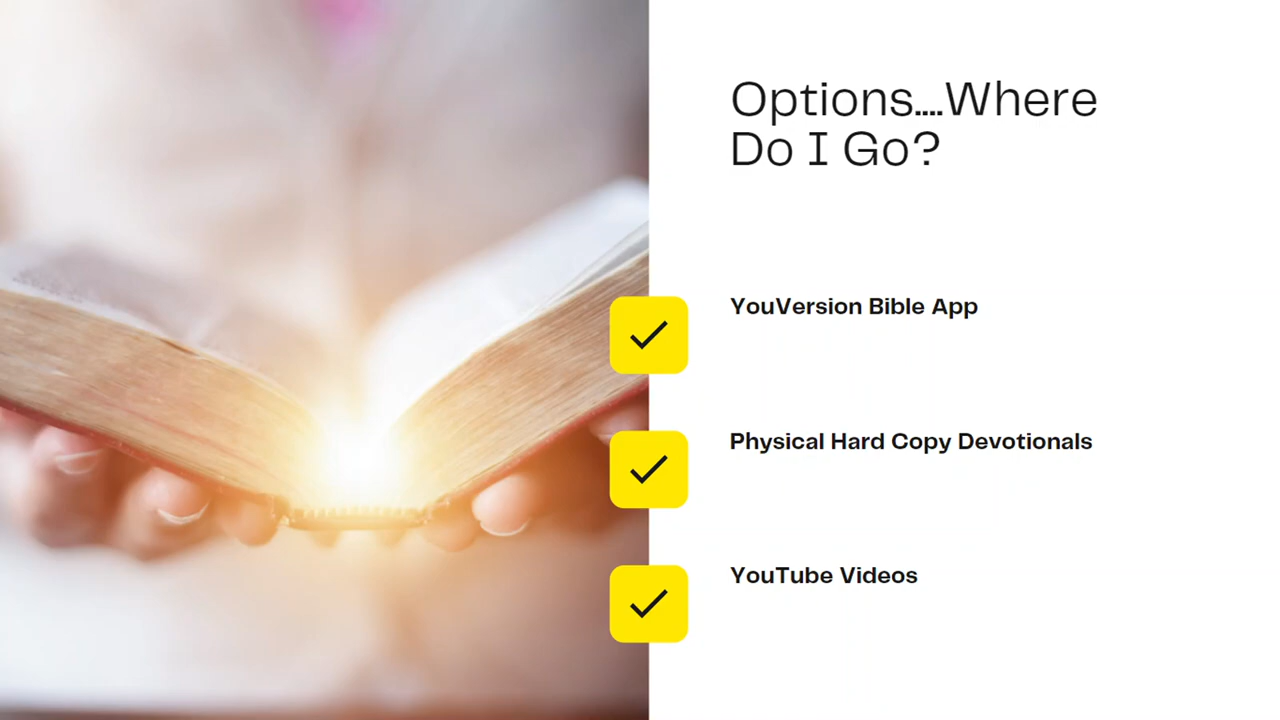 Options....Where
Do I Go?
YouVersion Bible App
Physical Hard Copy Devotionals
YouTube Videos